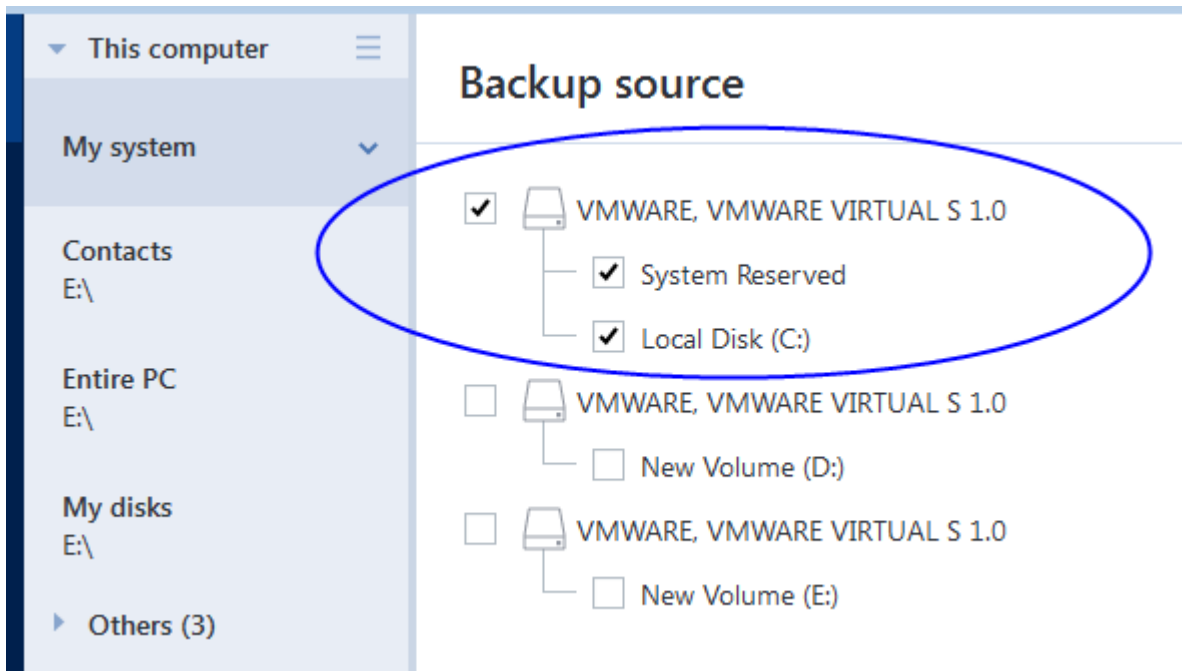 This computer
My system
Contacts
E:\
Entire PC
E:\
My disks
E:\
Others (3)
Backup source
VMWARE, VMWARE VIRTUAL S 1.0
System Reserved
Local Disk (C:)
VMWARE, VMWARE VIRTUAL S 1.0
New Volume (D:)
VMWARE, VMWARE VIRTUAL S 1.0
New Volume (E:)